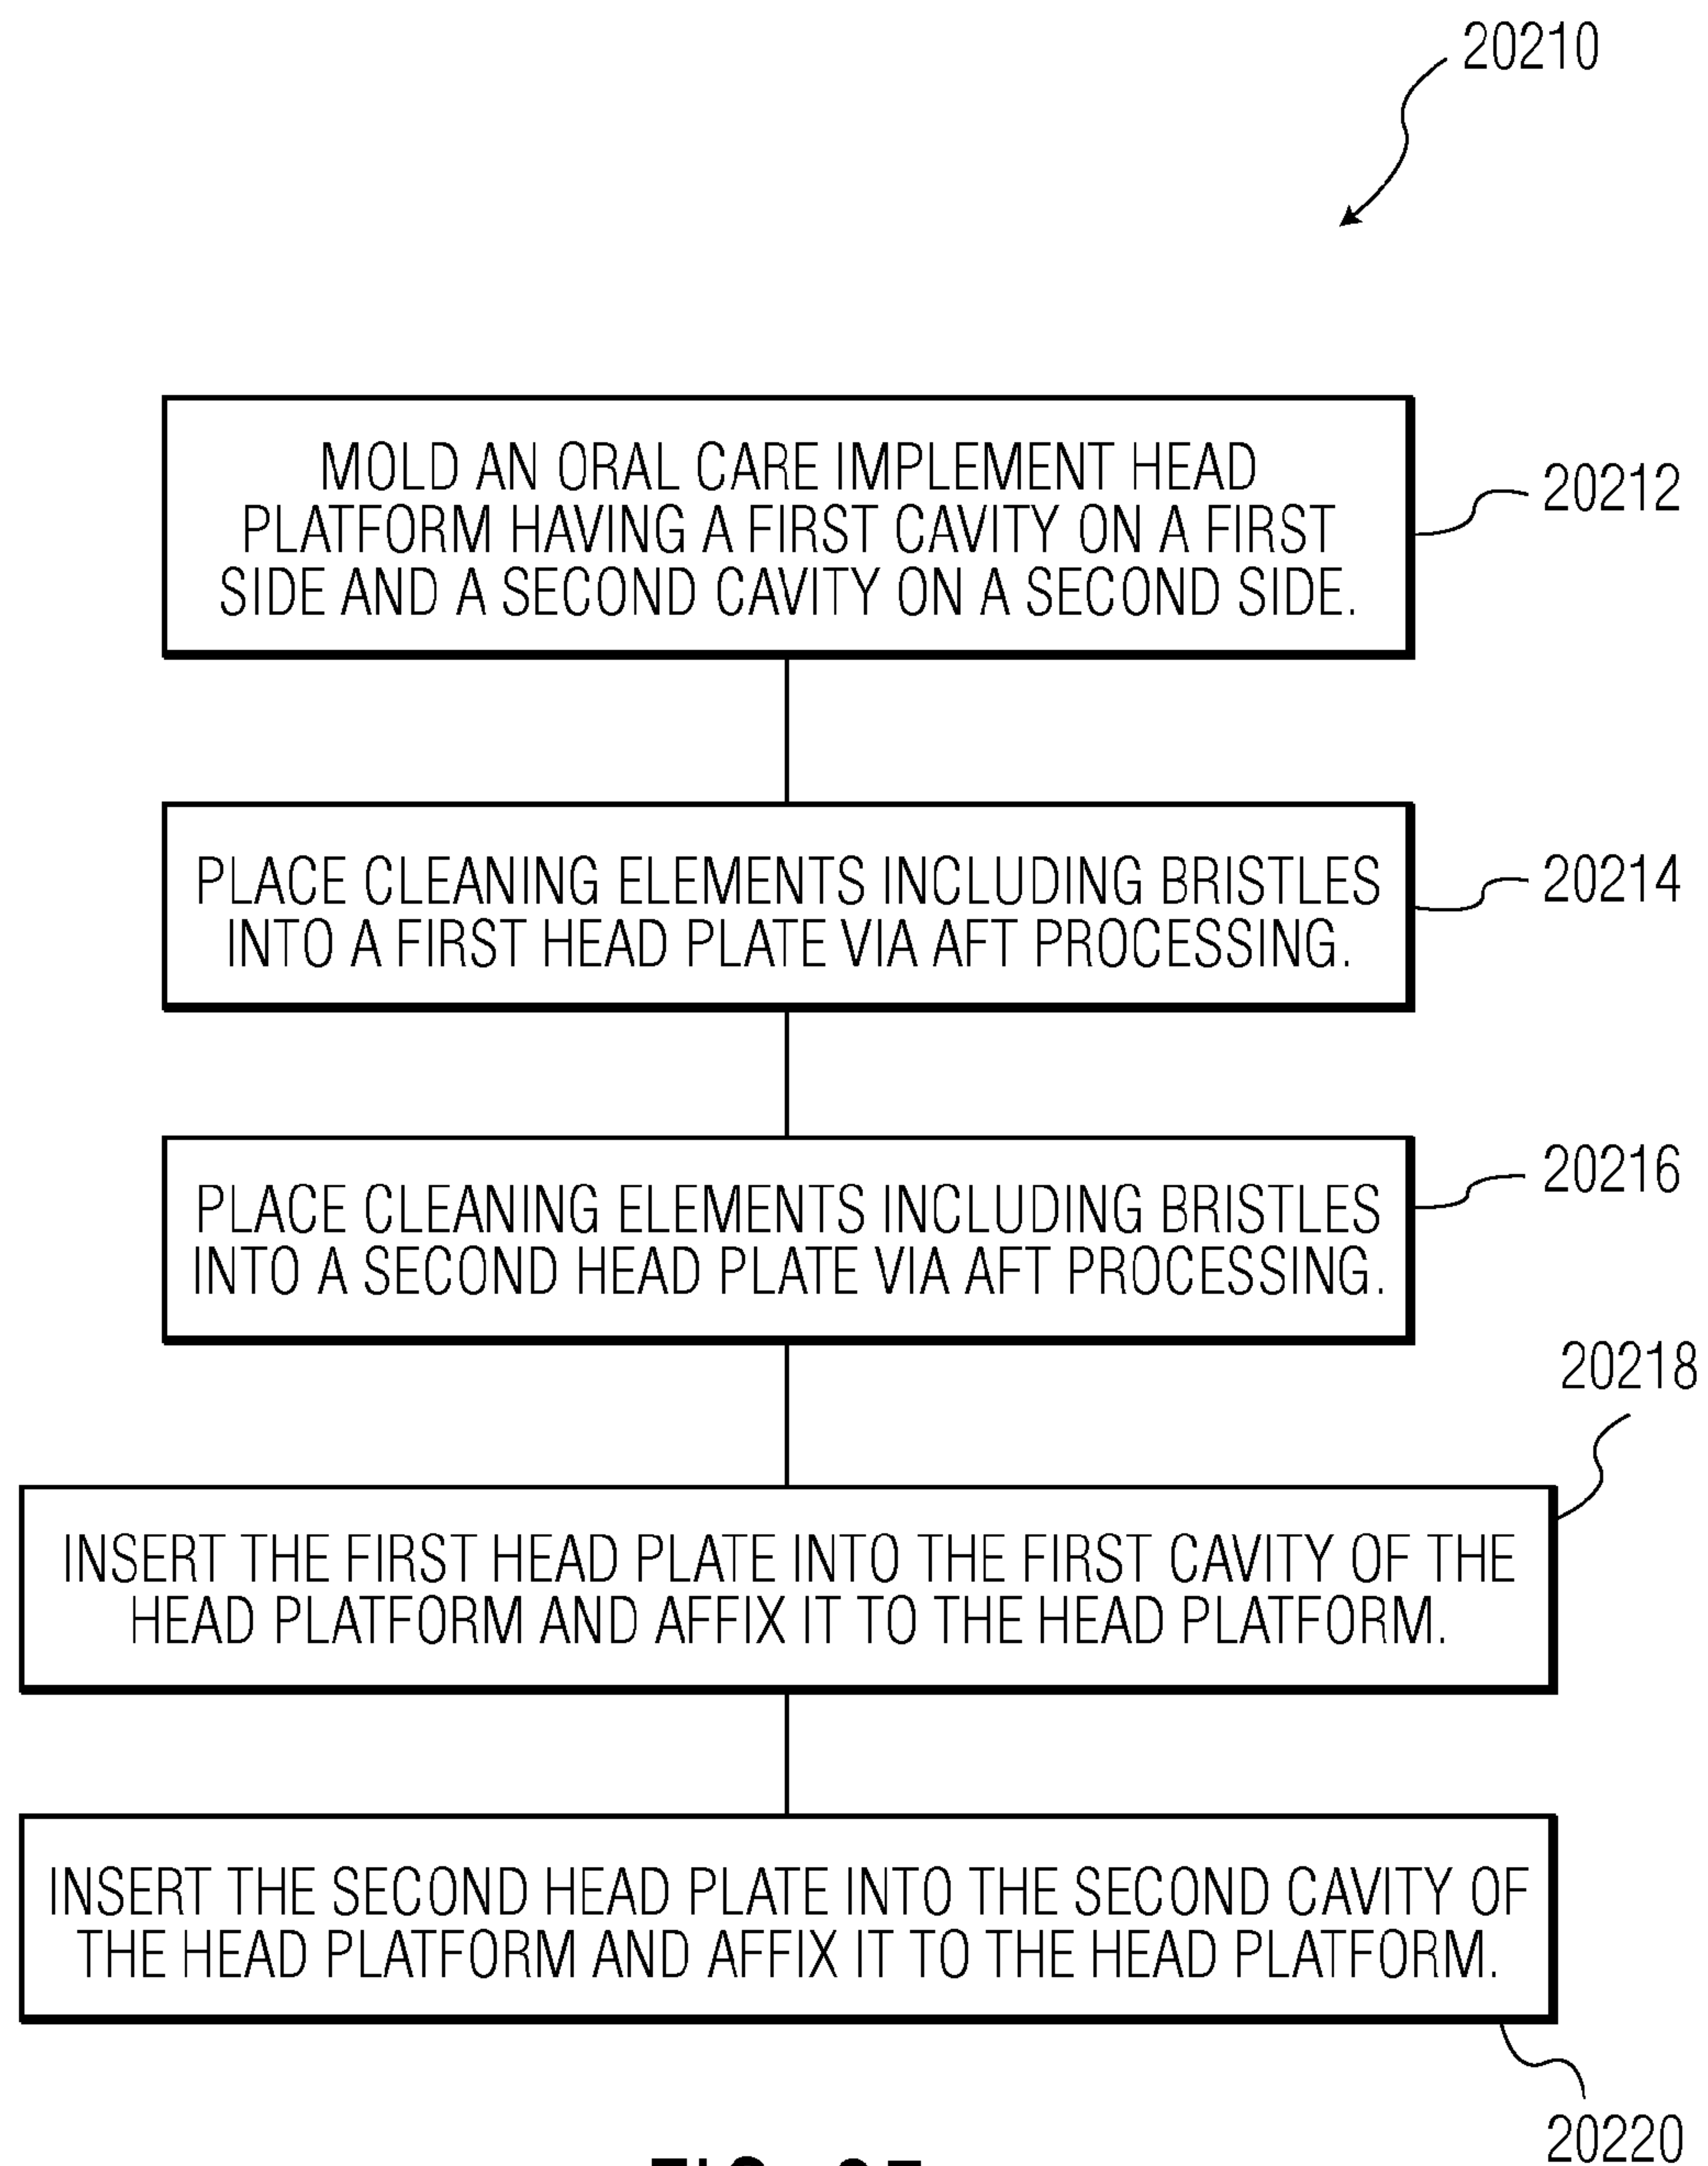 20210
MOLD AN ORAL CARE IMPLEMENT HEAD
PLATFORM HAVING A FIRST CAVITY ON A FIRST
SIDE AND A SECOND CAVITY ON A SECOND SIDE.
20212
PLACE CLEANING ELEMENTS INCLUDING BRISTLES
INTO A FIRST HEAD PLATE VIA AFT PROCESSING.
20214
PLACE CLEANING ELEMENTS INCLUDING BRISTLES
INTO A SECOND HEAD PLATE VIA AFT PROCESSING.
20216
20218
INSERT THE FIRST HEAD PLATE INTO THE FIRST CAVITY OF THE
HEAD PLATFORM AND AFFIX IT TO THE HEAD PLATFORM.
INSERT THE SECOND HEAD PLATE INTO THE SECOND CAVITY OF
THE HEAD PLATFORM AND AFFIX IT TO THE HEAD PLATFORM.
20220